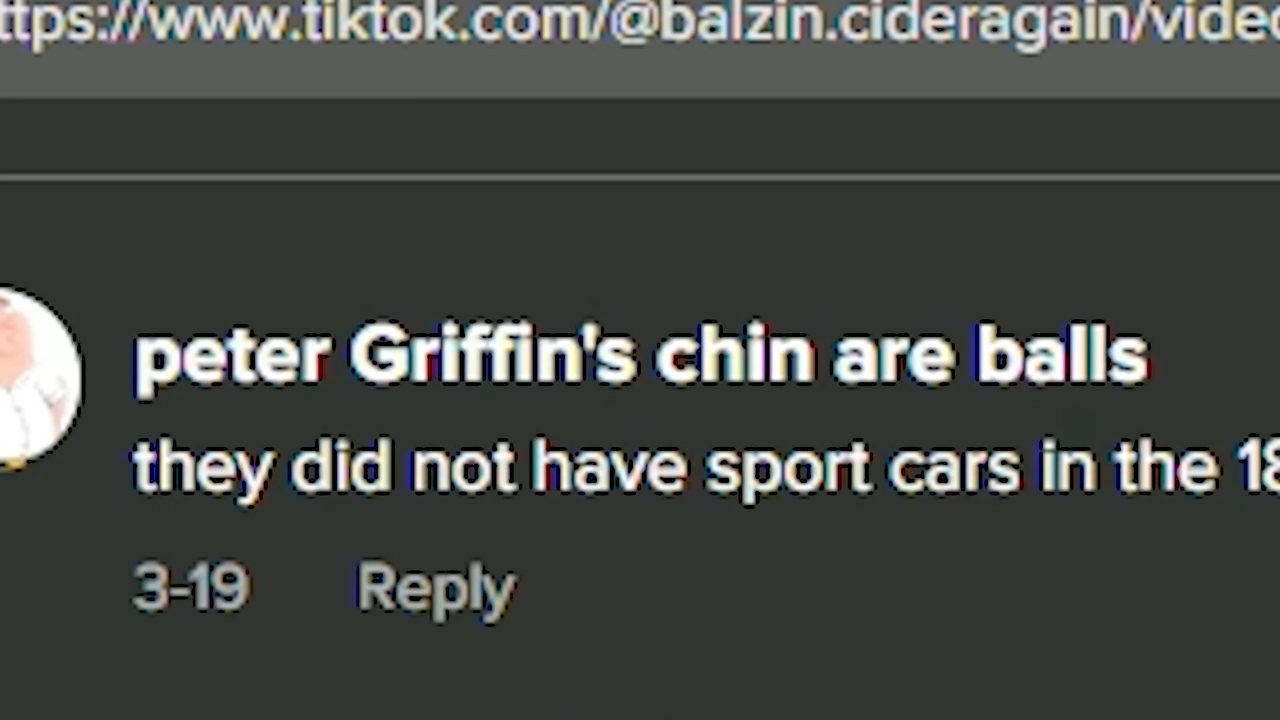 ttps://www.tiktok.com/@balzin.cideragain/video
peter Griffin's chin are balls
they did not have sport cars in the 18
3-19 Reply